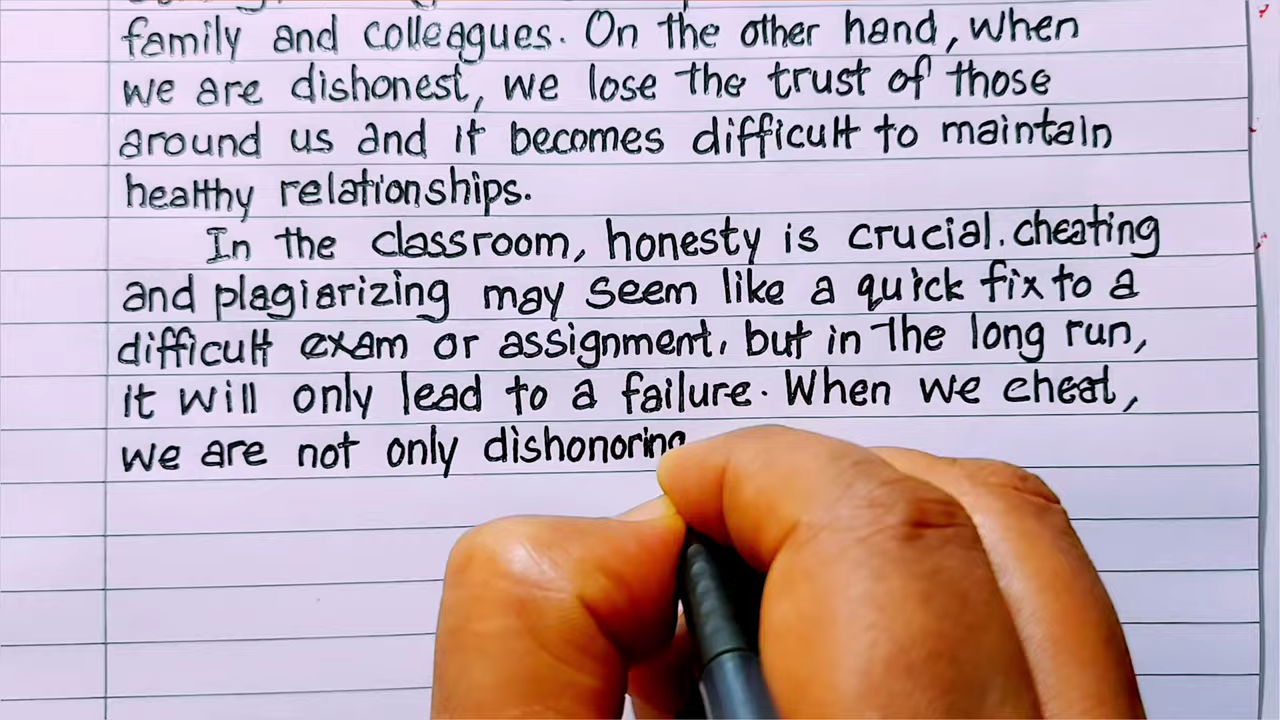 family and colleagues. On the other hand, when
we are dishonest, we lose the trust of those
around us and it becomes difficult to maintain
healthy relationships.
In the classroom, honesty is crucial. cheating
and plagiarizing may seem like a quick fix to a
difficult exam or assignment, but in the long run,
it will only lead to a failure. When we cheat,
we are not only dishonoring